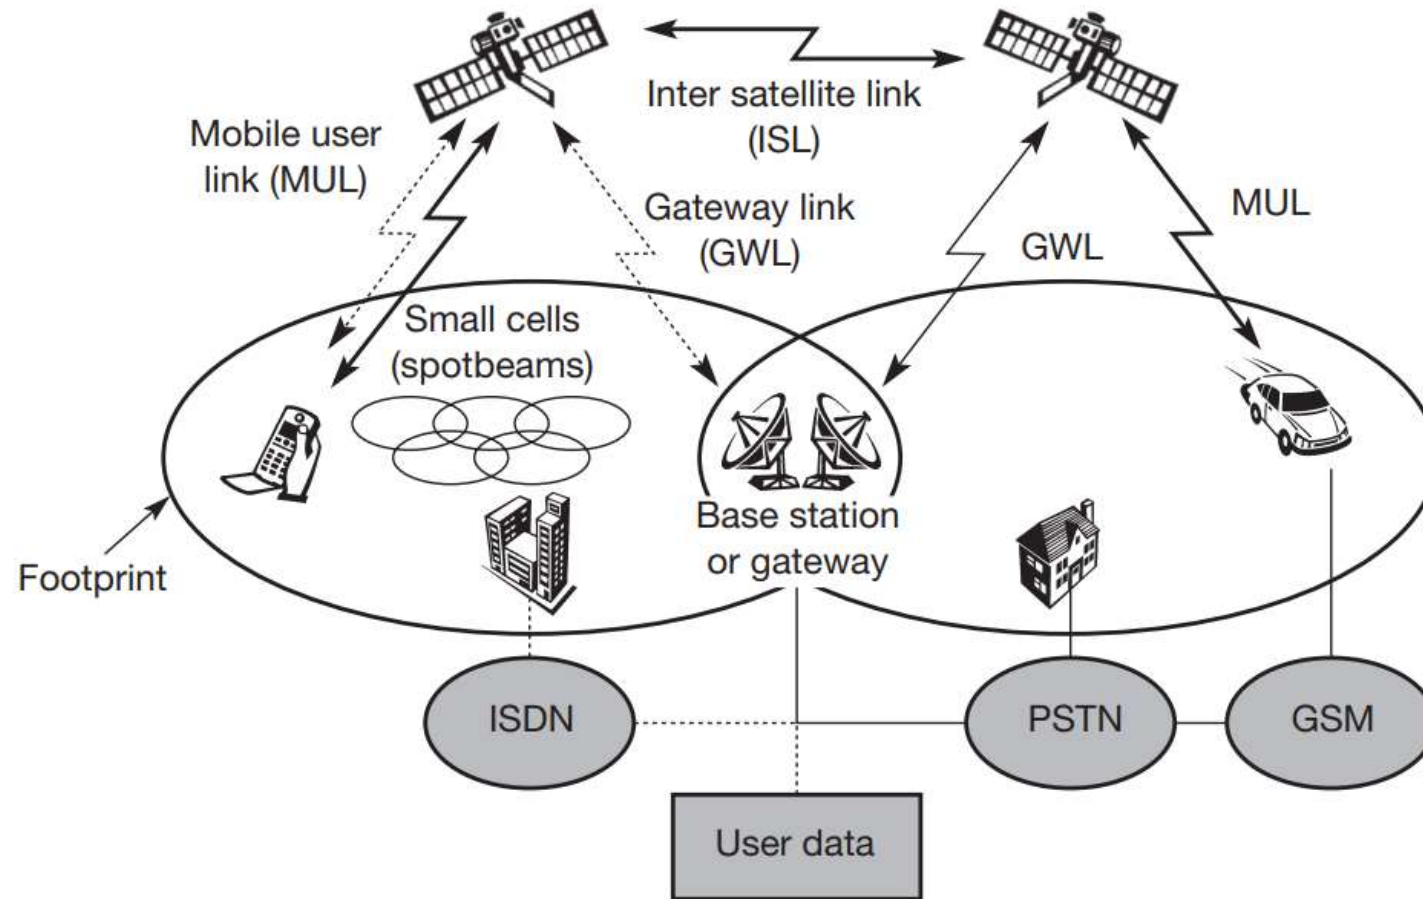 Inter satellite link
(ISL)
Mobile user
link (MUL)
Gateway link
(GWL)
MUL
GWL
Small cells
(spotbeams)
Base station
or gateway
Footprint
ISDN
PSTN
GSM
User data